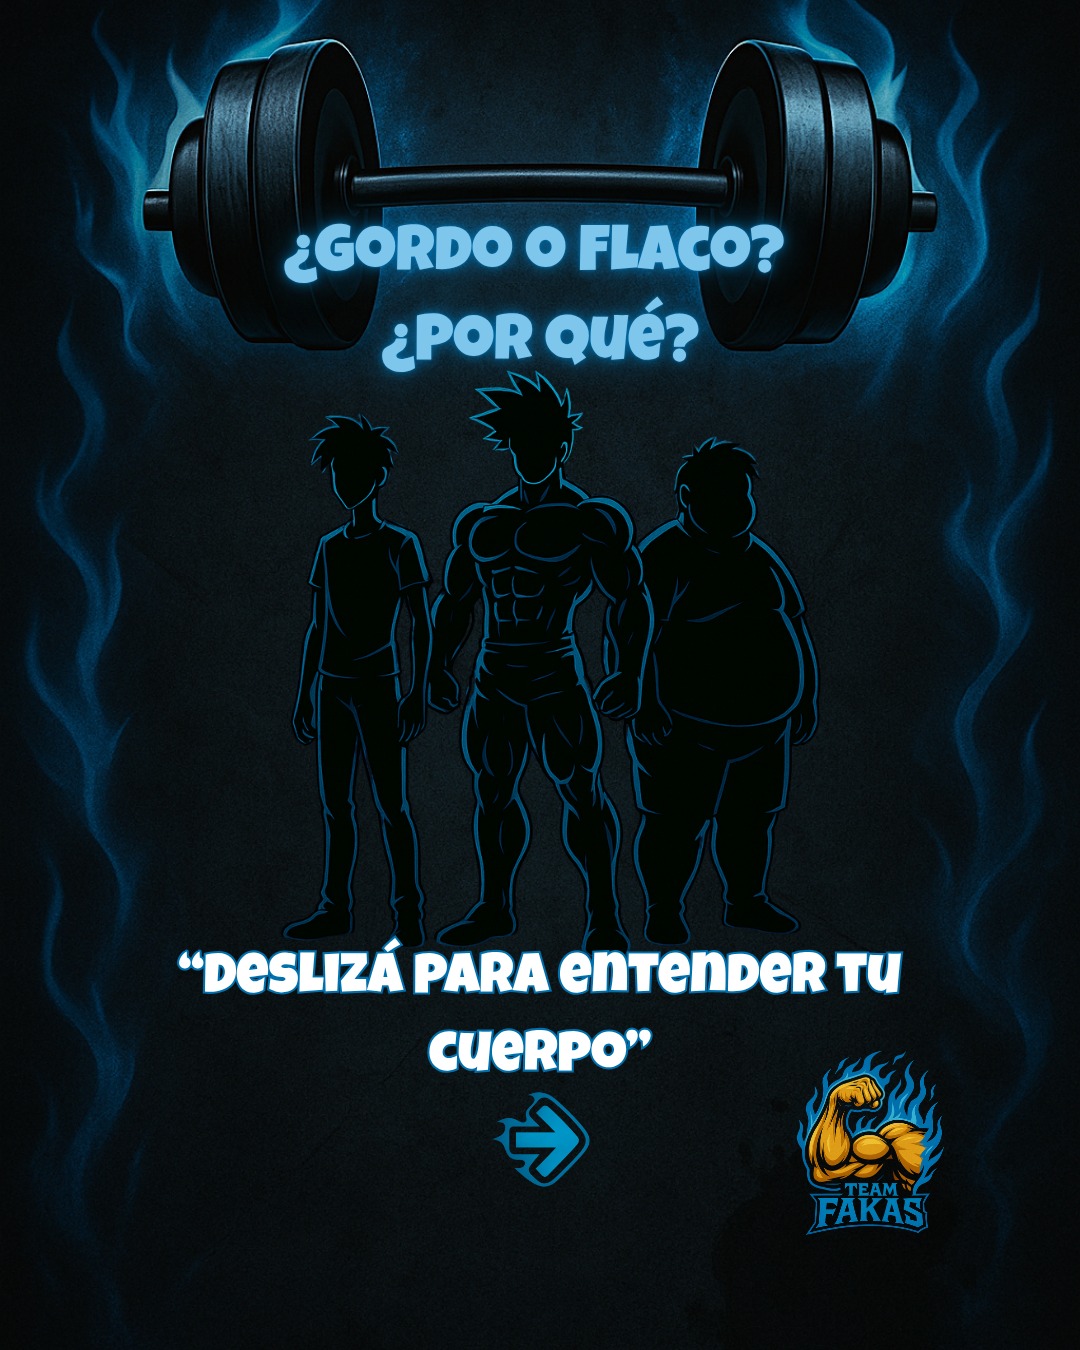 ¿GORDO O FLACO?
¿POR QUÉ?
“DESLIZÁ PARA ENTENDER TU
CUERPO”
TEAM
FAKAS